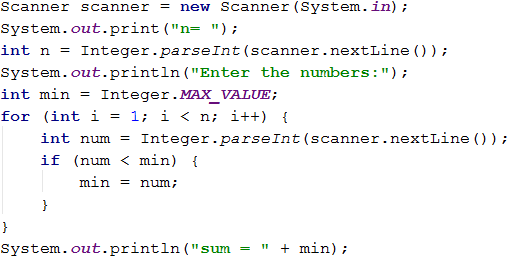 Scanner scanner = new Scanner(System.in);
System.out.print("n= ");
int n = Integer.parseInt(scanner.nextLine());
System.out.println("Enter the numbers:");
int min = Integer.MAX_VALUE;
for (int i = 1; i < n; i++) {
    int num = Integer.parseInt(scanner.nextLine());
    if (num < min) {
        min = num;
    }
}
System.out.println("sum = " + min);